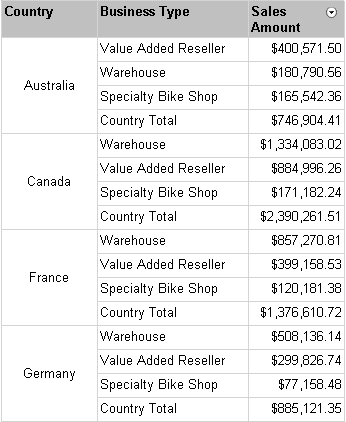 Country Business Type Sales Amount
Australia Value Added Reseller $400,571.50
Warehouse $180,790.56
Specialty Bike Shop $165,542.36
Country Total $746,904.41
Canada Warehouse $1,334,083.02
Value Added Reseller $884,996.26
Specialty Bike Shop $171,182.24
Country Total $2,390,261.51
France Warehouse $857,270.81
Value Added Reseller $399,158.53
Specialty Bike Shop $120,181.38
Country Total $1,376,610.72
Germany Warehouse $508,136.14
Value Added Reseller $299,826.74
Specialty Bike Shop $77,158.48
Country Total $885,121.35